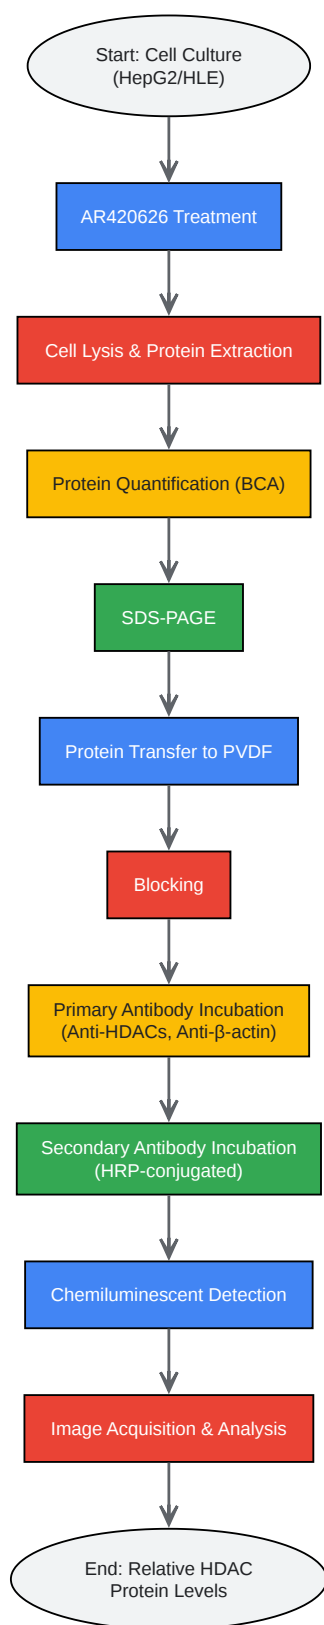 Start: Cell Culture
(HepG2/HLE)
AR420626 Treatment
Cell Lysis & Protein Extraction
Protein Quantification (BCA)
SDS-PAGE
Protein Transfer to PVDF
Blocking
Primary Antibody Incubation
(Anti-HDACs, Anti-β-actin)
Secondary Antibody Incubation
(HRP-conjugated)
Chemiluminescent Detection
Image Acquisition & Analysis
End: Relative HDAC
Protein Levels